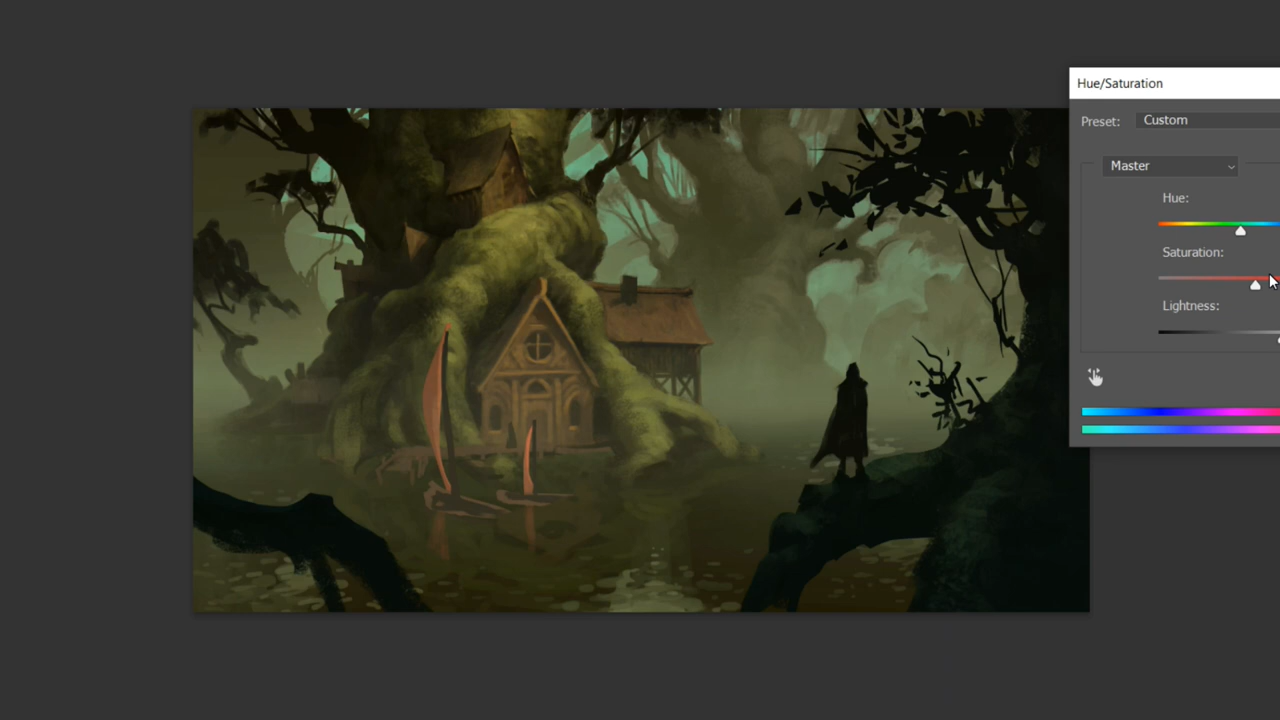 Hue/Saturation
Preset: Custom
Master
Hue:
Saturation:
Lightness: